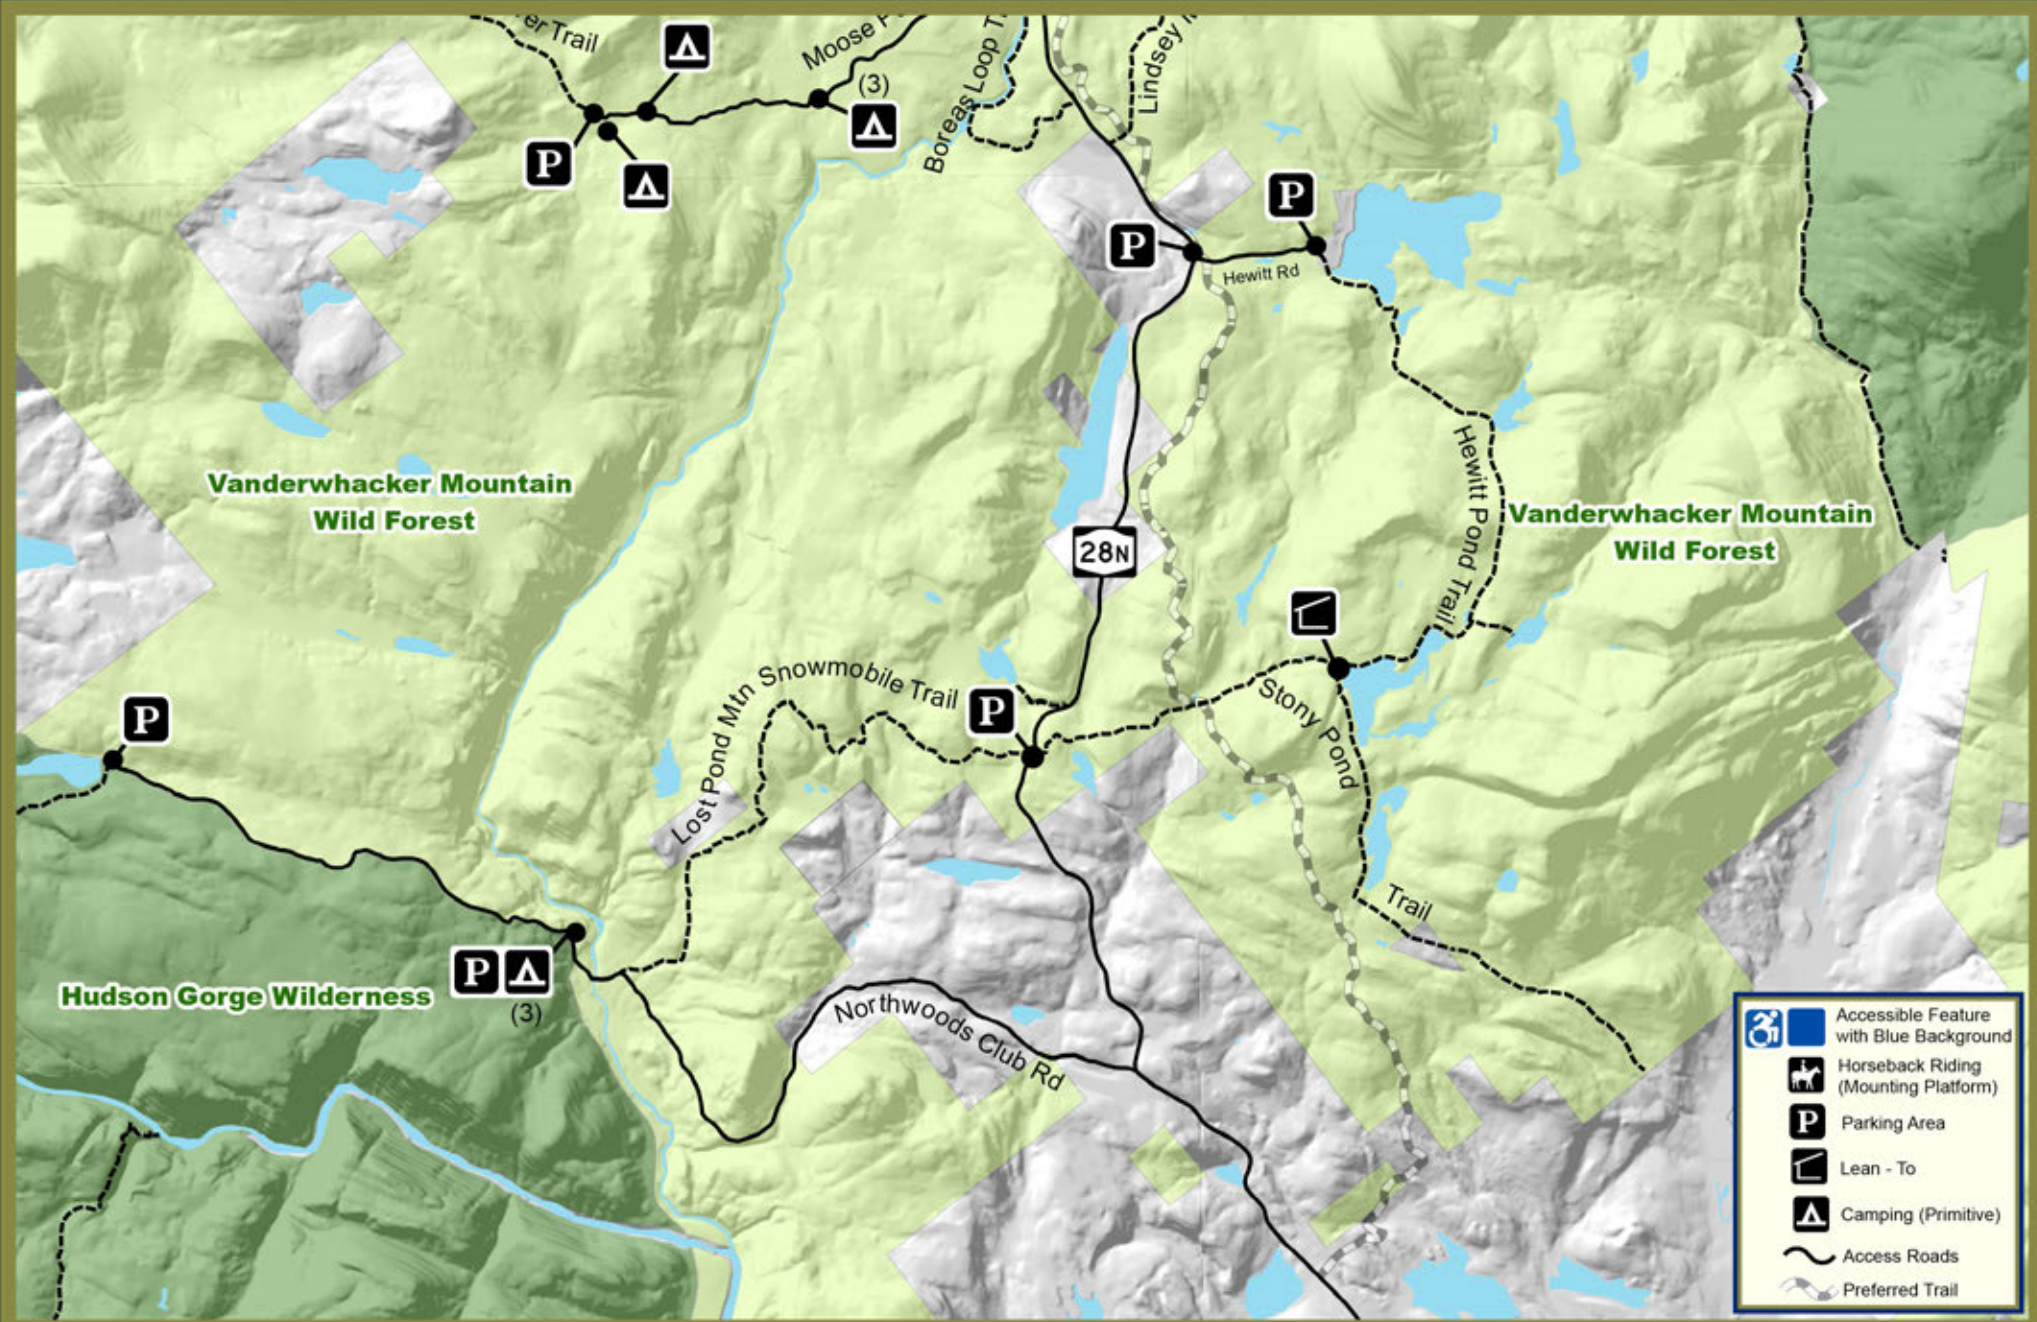 Trail
Moose
Boreas Loop
Lindsey
(3)
P
P
P
P
Hewitt Rd
Vanderwhacker Mountain
Wild Forest
Hewitt Pond Trail
Vanderwhacker Mountain
Wild Forest
28N
Lost Pond Mtn Snowmobile Trail
P
Stony Pond
Trail
P
P
(3)
Hudson Gorge Wilderness
Northwoods Club Rd
Accessible Feature
with Blue Background
Horseback Riding
(Mounting Platform)
P Parking Area
Lean - To
Camping (Primitive)
Access Roads
Preferred Trail